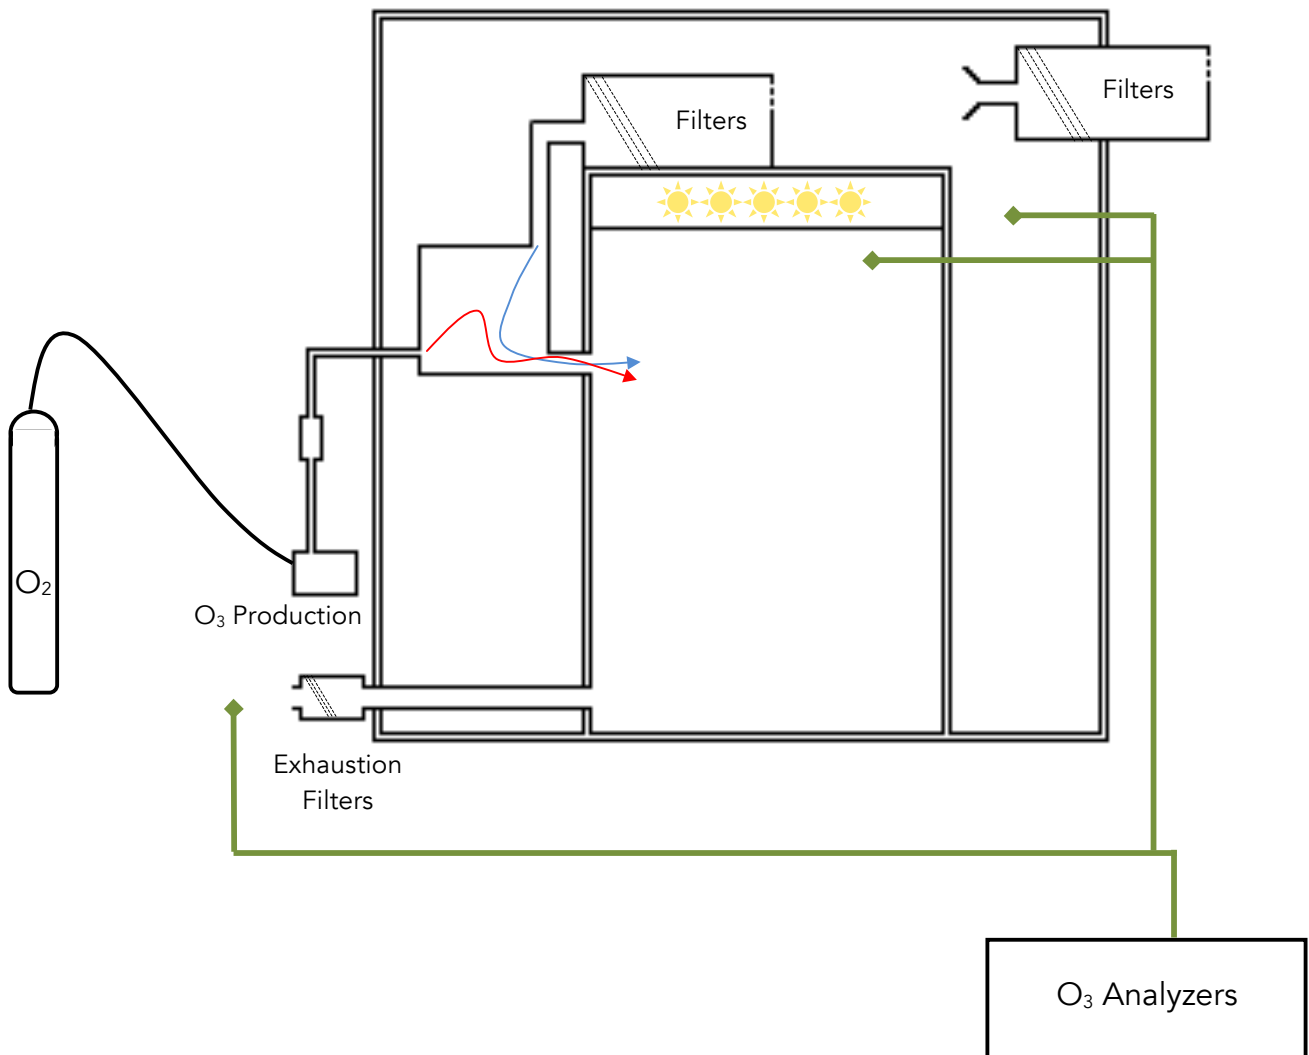 Filters
Filters
O₂
O₃ Production
Exhaustion
Filters
O₃ Analyzers